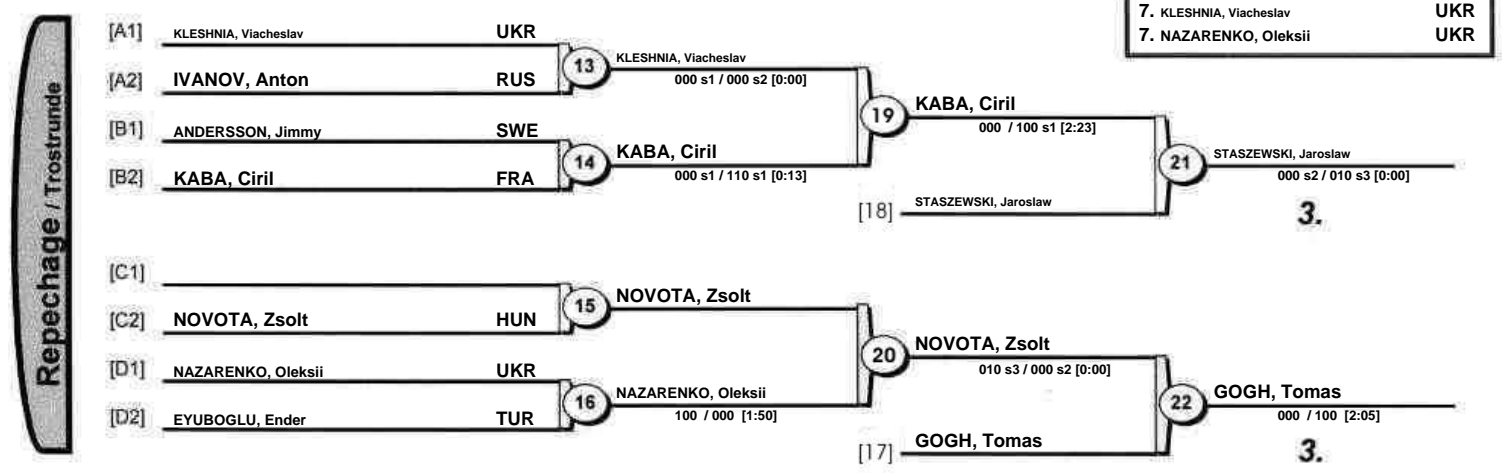 7. KLESHNIA, Viacheslav UKR
7. NAZARENKO, Oleksii UKR
Repechage / Trostrunde
[A1] KLESHNIA, Viacheslav UKR
[A2] IVANOV, Anton RUS
13
KLESHNIA, Viacheslav
000 s1 / 000 s2 [0:00]
[B1] ANDERSSON, Jimmy SWE
[B2] KABA, Ciril FRA
14
KABA, Ciril
000 s1 / 110 s1 [0:13]
19
KABA, Ciril
000 / 100 s1 [2:23]
[18] STASZEWSKI, Jaroslaw
21
STASZEWSKI, Jaroslaw
000 s2 / 010 s3 [0:00]
3.
[C1]
[C2] NOVOTA, Zsolt HUN
15
NOVOTA, Zsolt
[D1] NAZARENKO, Oleksii UKR
[D2] EYUBOGLU, Ender TUR
16
NAZARENKO, Oleksii
100 / 000 [1:50]
20
NOVOTA, Zsolt
010 s3 / 000 s2 [0:00]
[17] GOGH, Tomas
22
GOGH, Tomas
000 / 100 [2:05]
3.